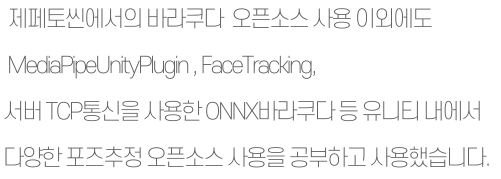 제페토씬에서의 바라쿠다 오픈소스 사용 이외에도
MediaPipeUnityPlugin , FaceTracking,
서버 TCP통신을 사용한 ONNX바라쿠다 등 유니티 내에서
다양한 포즈추정 오픈소스 사용을 공부하고 사용했습니다.